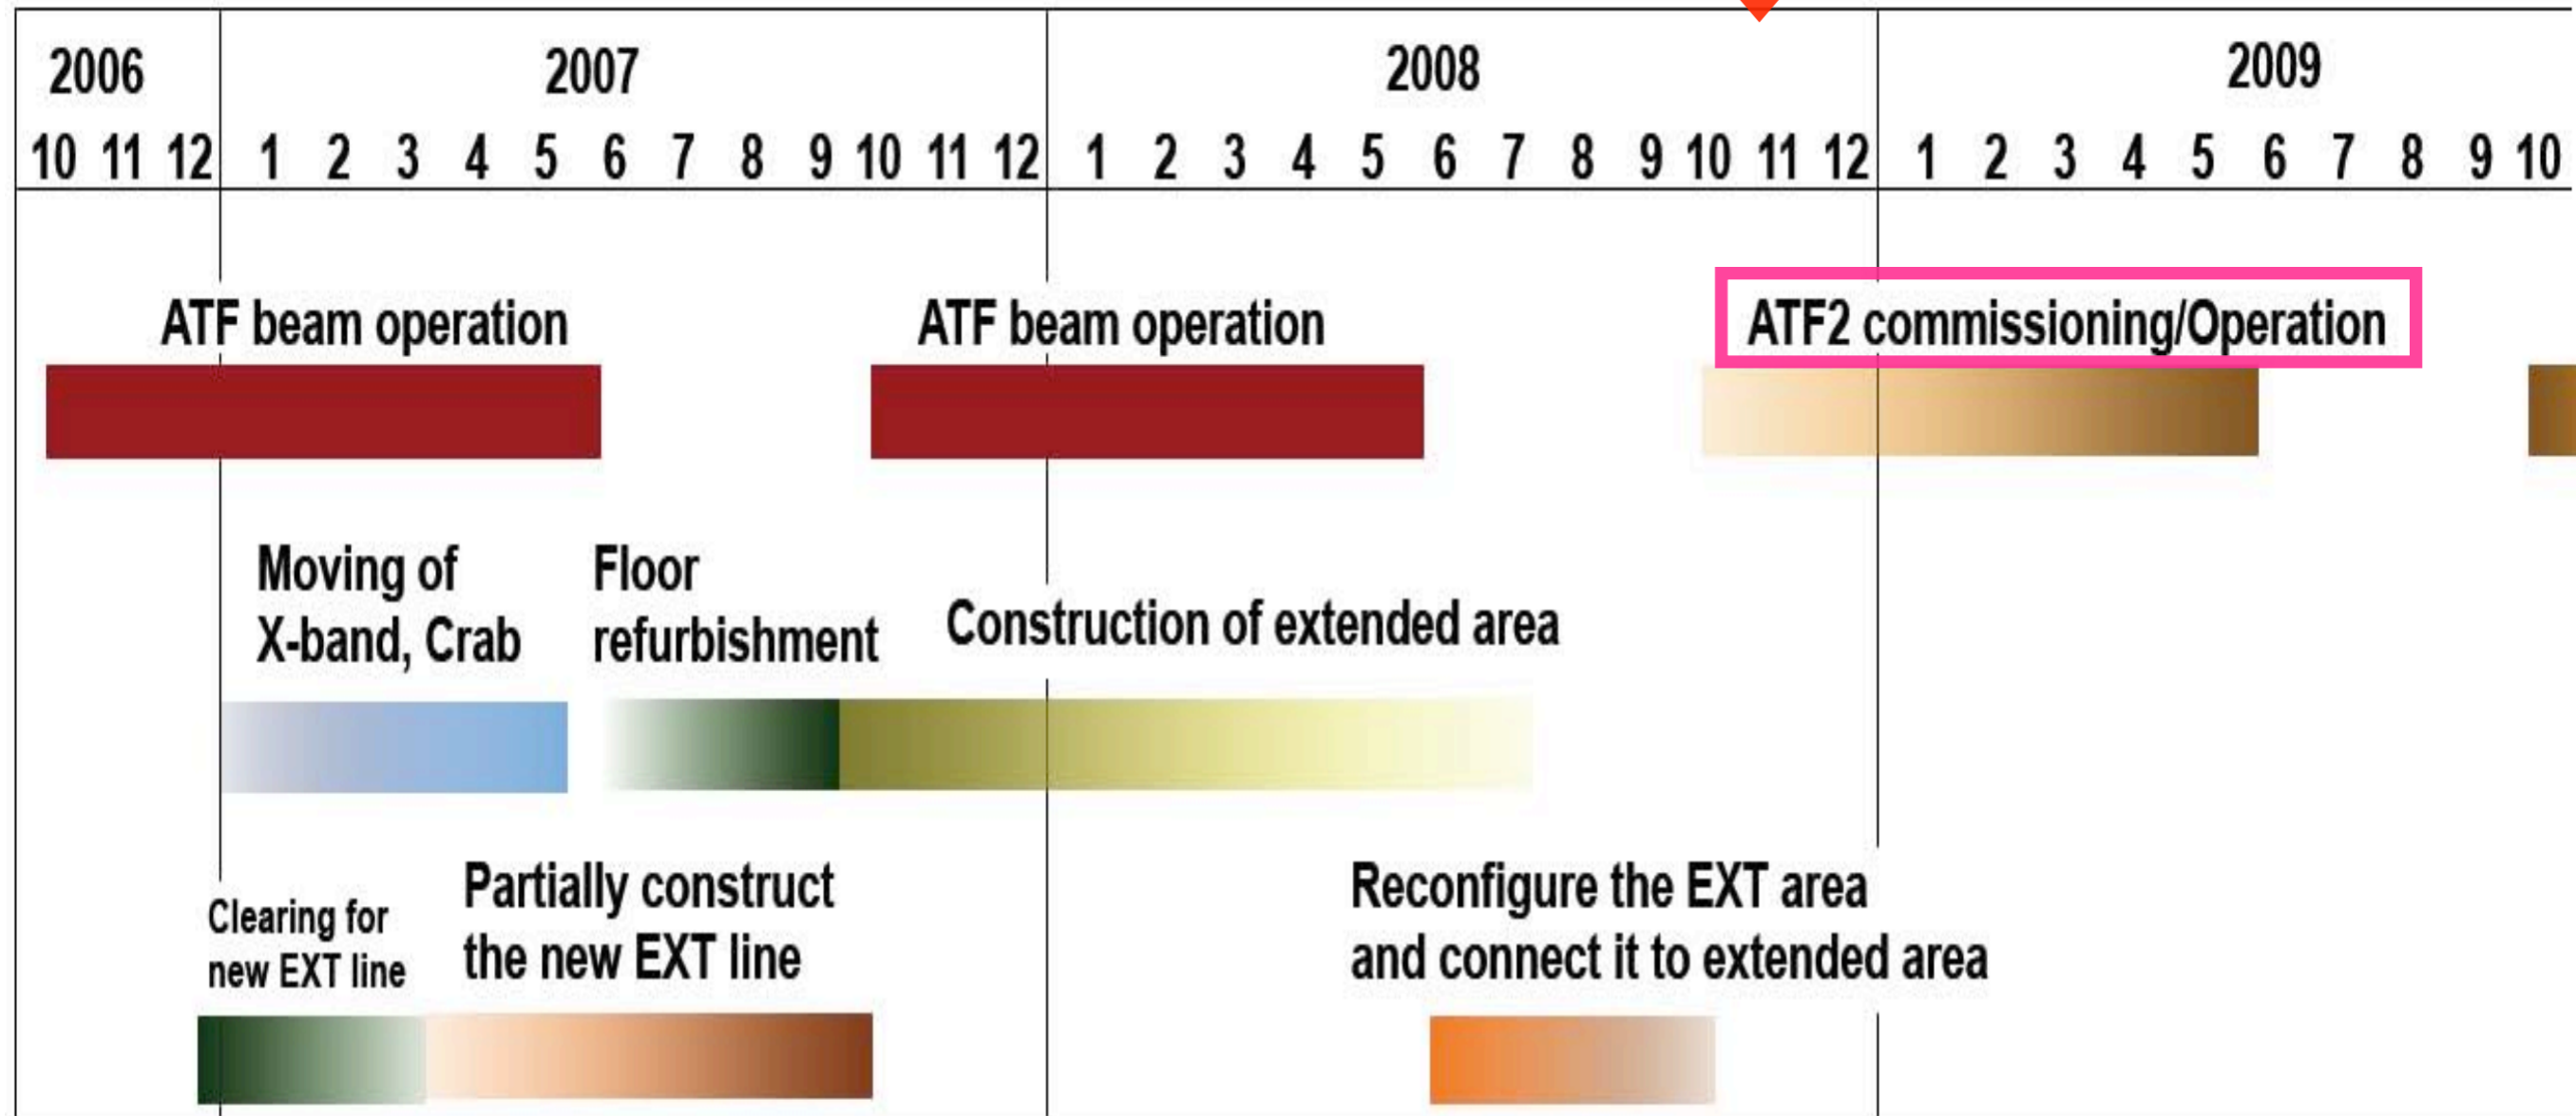 2006 2007 2008 2009
10 11 12 1 2 3 4 5 6 7 8 9 10 11 12 1 2 3 4 5 6 7 8 9 10 11 12 1 2 3 4 5 6 7 8 9 10
ATF beam operation
ATF beam operation
ATF2 commissioning/Operation
Moving of
X-band, Crab
Floor
refurbishment
Construction of extended area
Clearing for
new EXT line
Partially construct
the new EXT line
Reconfigure the EXT area
and connect it to extended area